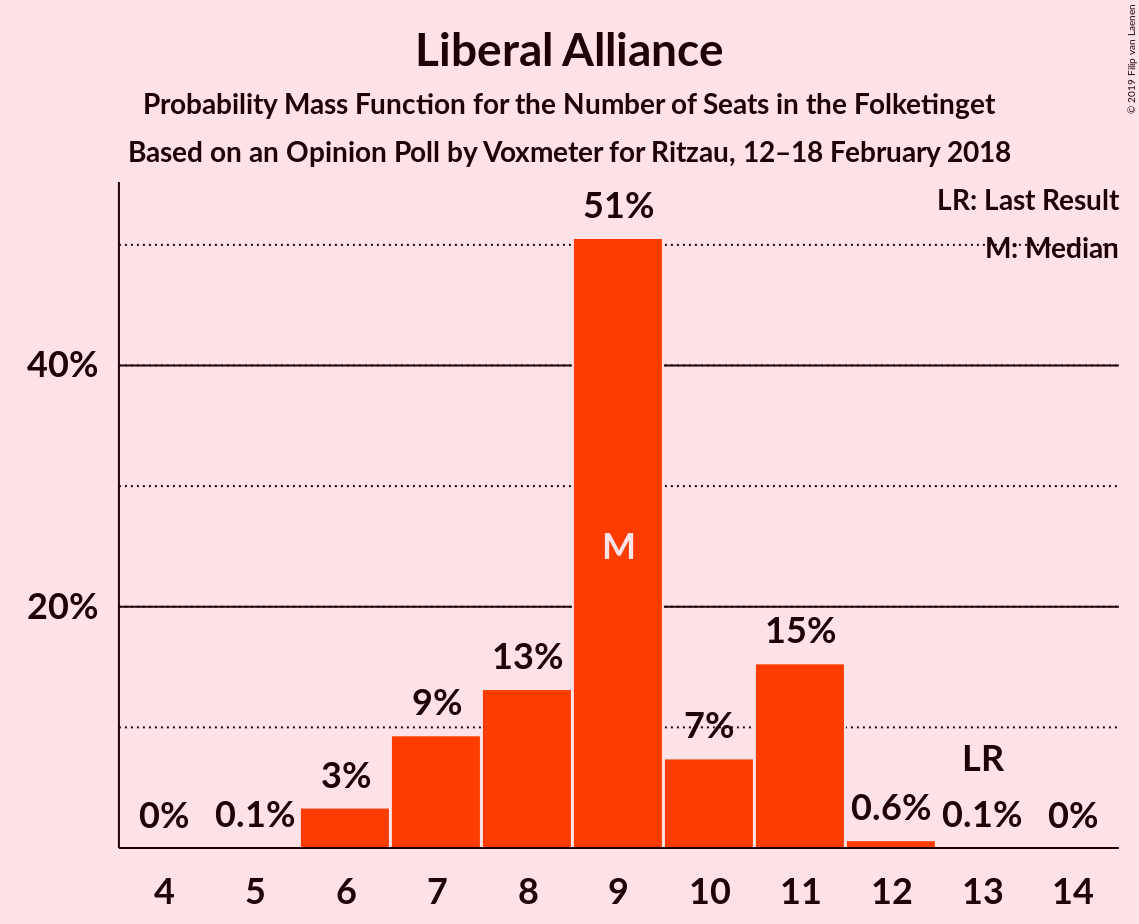 Liberal Alliance
Probability Mass Function for the Number of Seats in the Folketinget
Based on an Opinion Poll by Voxmeter for Ritzau, 12–18 February 2018
© 2019 Filip van Laenen
LR: Last Result
M: Median
40%
20%
0%
0.1%
3%
9%
13%
51%
M
7%
15%
0.6%
LR
0.1%
0%
4 5 6 7 8 9 10 11 12 13 14